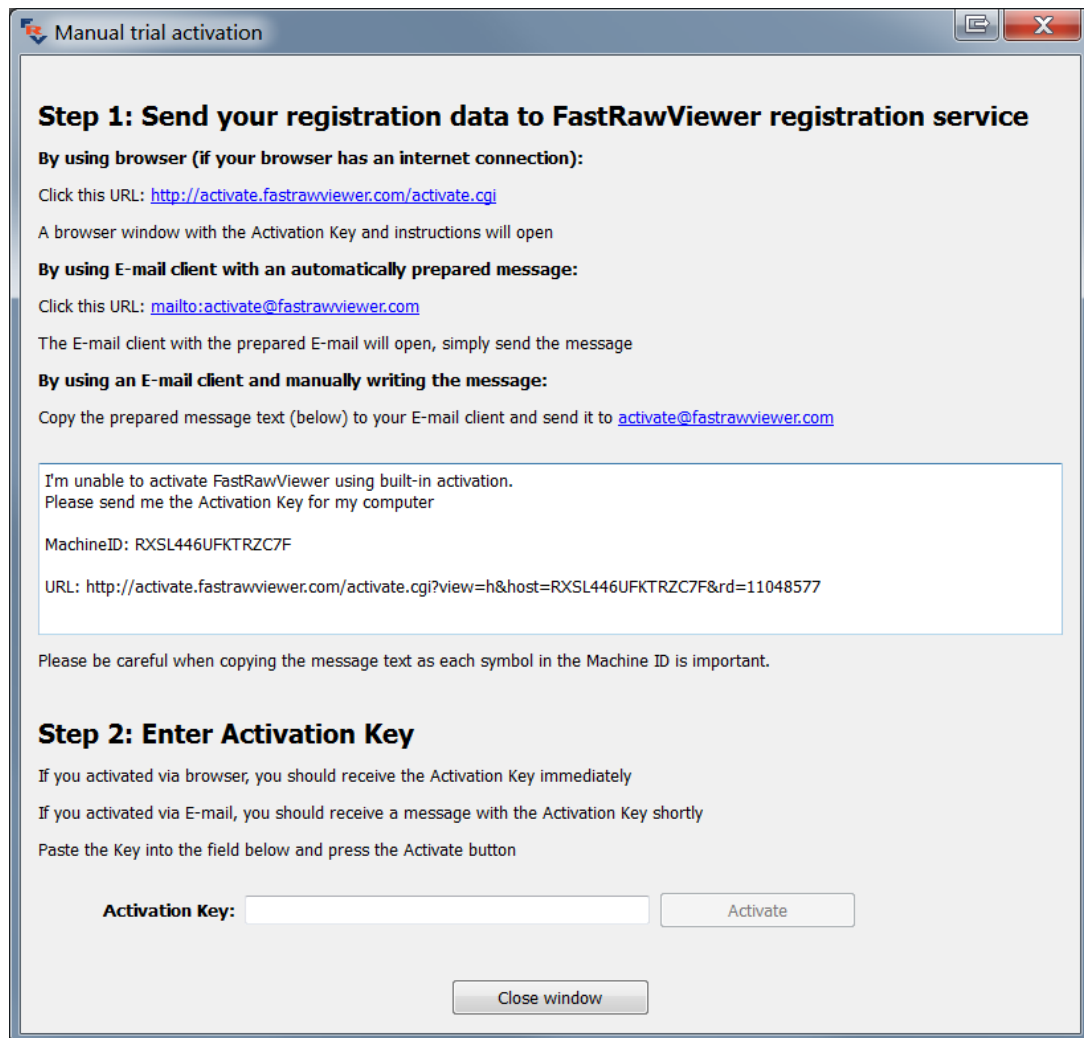 Manual trial activation
Step 1: Send your registration data to FastRawViewer registration service
By using browser (if your browser has an internet connection):
Click this URL: http://activate.fastrawviewer.com/activate.cgi
A browser window with the Activation Key and instructions will open
By using E-mail client with an automatically prepared message:
Click this URL: mailto:activate@fastrawviewer.com
The E-mail client with the prepared E-mail will open, simply send the message
By using an E-mail client and manually writing the message:
Copy the prepared message text (below) to your E-mail client and send it to activate@fastrawviewer.com
I'm unable to activate FastRawViewer using built-in activation.
Please send me the Activation Key for my computer
MachineID: RXSL446UFKTRZC7F
URL: http://activate.fastrawviewer.com/activate.cgi?view=h&host=RXSL446UFKTRZC7F&rd=11048577
Please be careful when copying the message text as each symbol in the Machine ID is important.
Step 2: Enter Activation Key
If you activated via browser, you should receive the Activation Key immediately
If you activated via E-mail, you should receive a message with the Activation Key shortly
Paste the Key into the field below and press the Activate button
Activation Key: Activate
Close window